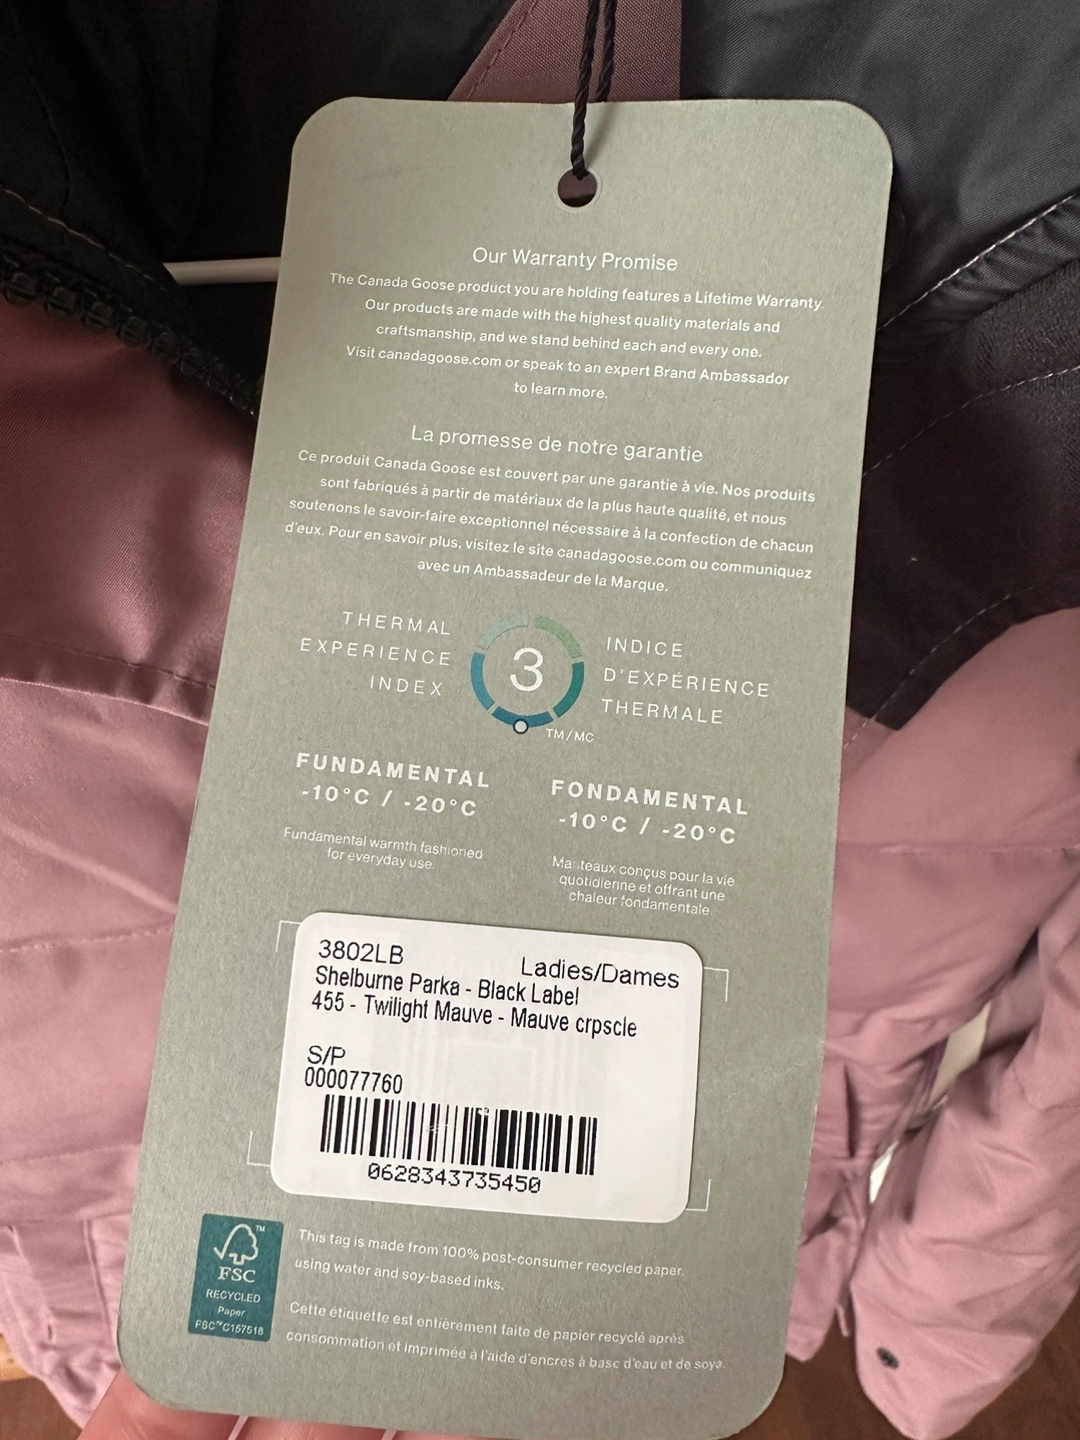 Our Warranty Promise
The Canada Goose product you are holding features a Lifetime Warranty.
Our products are made with the highest quality materials and
craftsmanship, and we stand behind each and every one.
Visit canadagoose.com or speak to an expert Brand Ambassador
to learn more.
La promesse de notre garantie
Ce produit Canada Goose est couvert par une garantie à vie. Nos produits
sont fabriqués à partir de matériaux de la plus haute qualité, et nous
soutenons le savoir-faire exceptionnel nécessaire à la confection de chacun
d'eux. Pour en savoir plus, visitez le site canadagoose.com ou communiquez
avec un Ambassadeur de la Marque.
THERMAL
EXPERIENCE
INDEX
3
TM/MC
INDICE
D'EXPÉRIENCE
THERMALE
FUNDAMENTAL
-10°C / -20°C
Fundamental warmth fashioned
for everyday use.
FONDAMENTAL
-10°C / -20°C
Manteaux conçus pour la vie
quotidienne et offrant une
chaleur fondamentale.
3802LB Ladies/Dames
Shelburne Parka - Black Label
455 - Twilight Mauve - Mauve crpscle
S/P
000077760
0628343735450
TM
FSC
RECYCLED
Paper
FSC™C157518
This tag is made from 100% post-consumer recycled paper.
using water and soy-based inks.
Cette étiquette est entièrement faite de papier recyclé après
consommation et imprimée à l'aide d'encres à base d'eau et de soya.